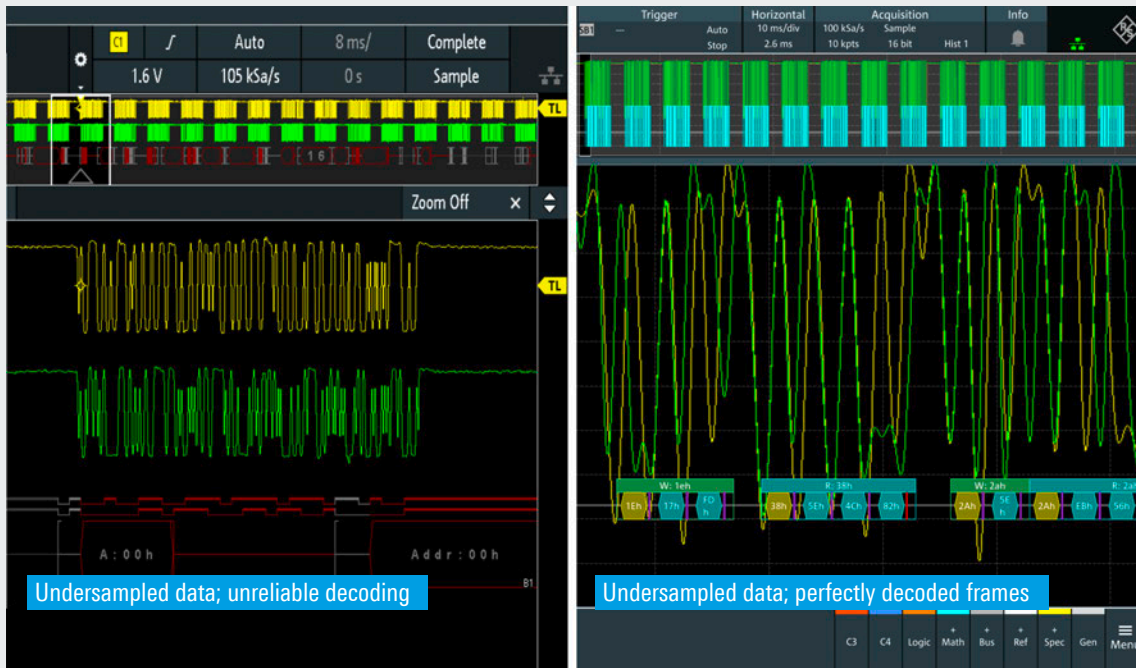 C1 Auto 8 ms/ Complete
1.6 V 105 kSa/s 0 s Sample
TL
16
Zoom Off ×
TL
A:00h Addr:00h
B1
Undersampled data; unreliable decoding
Trigger Horizontal Acquisition Info
SB1 – Auto 10 ms/div 100 kSa/s Sample
Stop 2.6 ms 10 kpts 16 bit Hist 1
R S
W: 1eh R: 38h W: 2ah R: 2a
1Eh 17h FD h 38h 5Eh 4Ch 82h 2Ah 5E h 2Ah EBh 56h
Undersampled data; perfectly decoded frames
C3 C4 Logic + Math + Bus + Ref + Spec Gen Menu